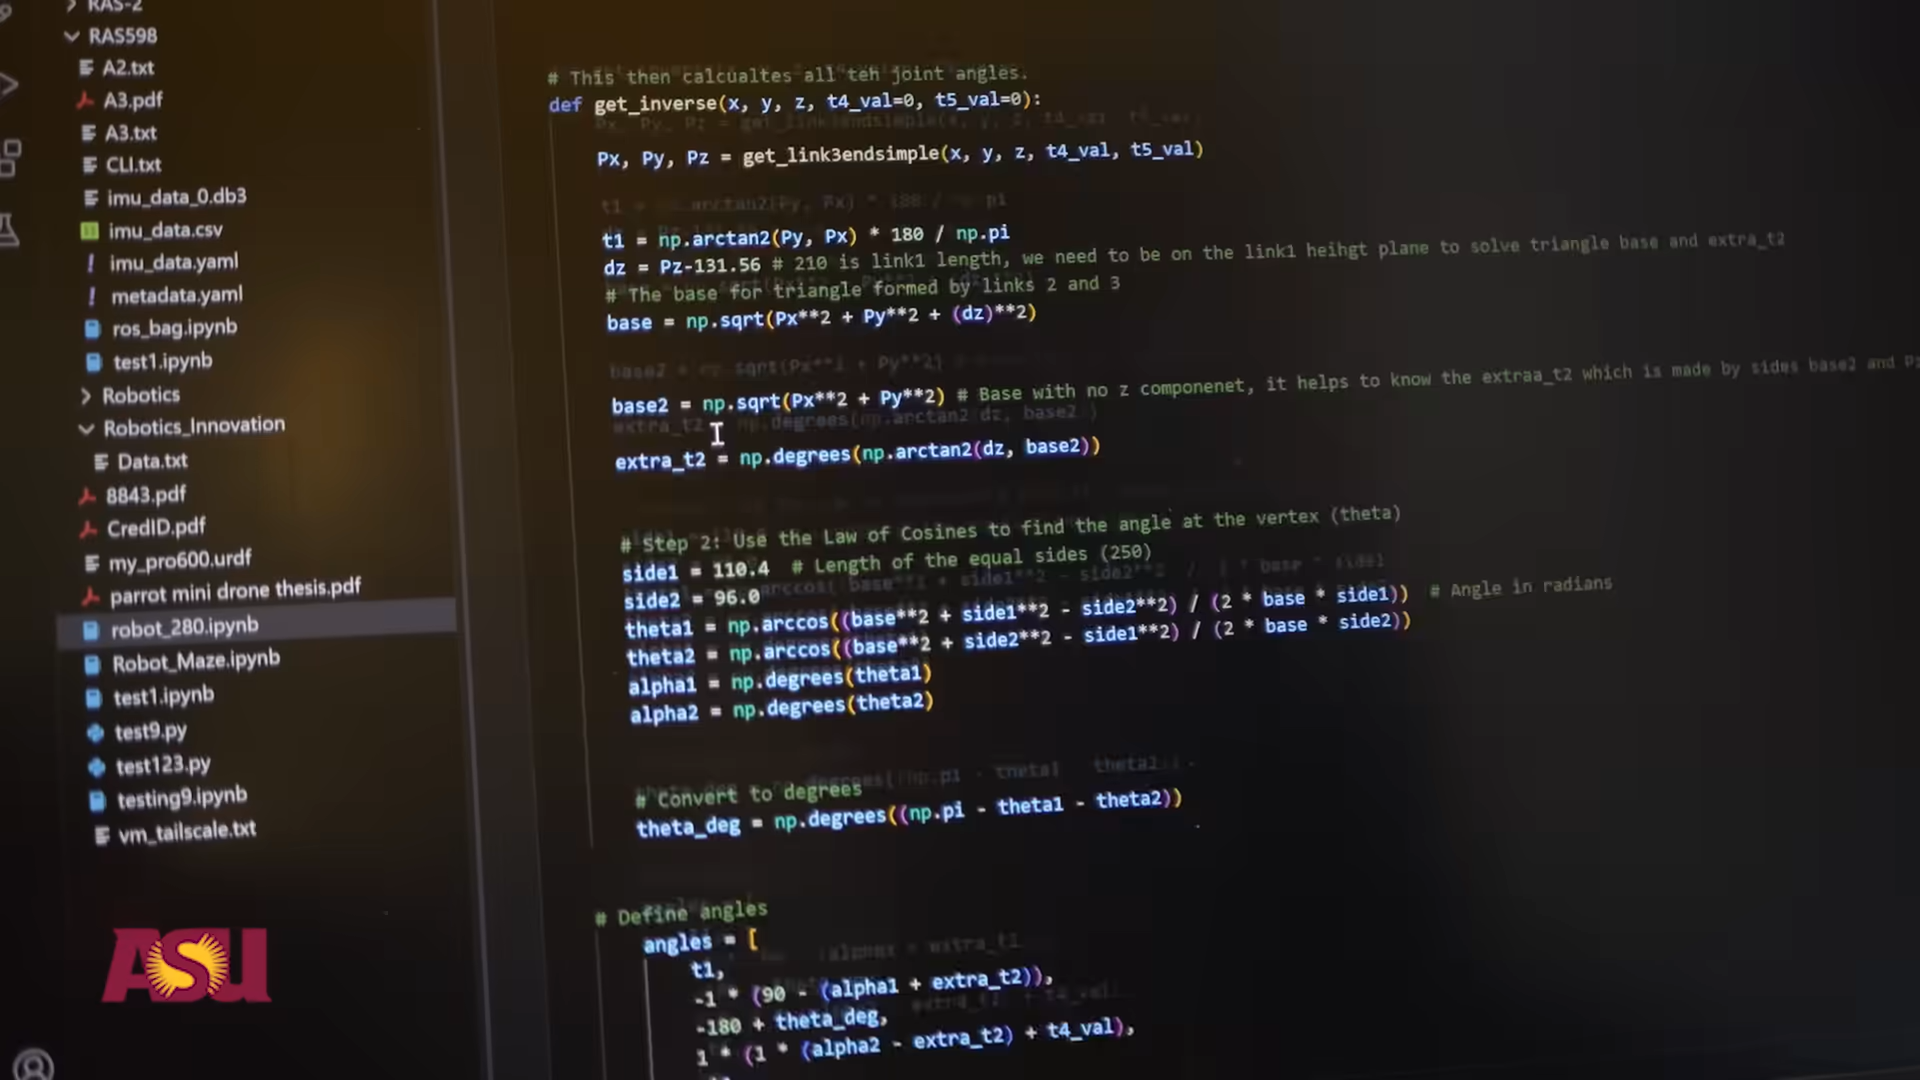 RAS-2
RAS598
A2.txt
A3.pdf
A3.txt
CLI.txt
imu_data_0.db3
imu_data.csv
imu_data.yaml
metadata.yaml
ros_bag.ipynb
test1.ipynb
Robotics
Robotics_Innovation
Data.txt
8843.pdf
CredID.pdf
my_pro600.urdf
parrot mini drone thesis.pdf
robot_280.ipynb
Robot_Maze.ipynb
test1.ipynb
test9.py
test123.py
testing9.ipynb
vm_tailscale.txt
ASU
# This then calcualtes all teh joint angles.
def get_inverse(x, y, z, t4_val=0, t5_val=0):
Px, Py, Pz = get_link3endsimple(x, y, z, t4_val, t5_val)
t1 = np.arctan2(Py, Px) * 180 / np.pi
dz = Pz-131.56 # 210 is link1 length, we need to be on the link1 heihgt plane to solve triangle base and extra_t2
# The base for triangle formed by links 2 and 3
base = np.sqrt(Px**2 + Py**2 + (dz)**2)
base2 = np.sqrt(Px**2 + Py**2) # Base with no z componenet, it helps to know the extraa_t2 which is made by sides base2 and
extra_t2 = np.degrees(np.arctan2(dz, base2))
# Step 2: Use the Law of Cosines to find the angle at the vertex (theta)
side1 = 110.4 # Length of the equal sides (250)
side2 = 96.0
theta1 = np.arccos((base**2 + side1**2 - side2**2) / (2 * base * side1)) # Angle in radians
theta2 = np.arccos((base**2 + side2**2 - side1**2) / (2 * base * side2))
alpha1 = np.degrees(theta1)
alpha2 = np.degrees(theta2)
# Convert to degrees
theta_deg = np.degrees((np.pi - theta1 - theta2))
# Define angles
angles = [
t1,
-1 * (90 - (alpha1 + extra_t2)),
-180 + theta_deg,
1 * (1 * (alpha2 - extra_t2) + t4_val),